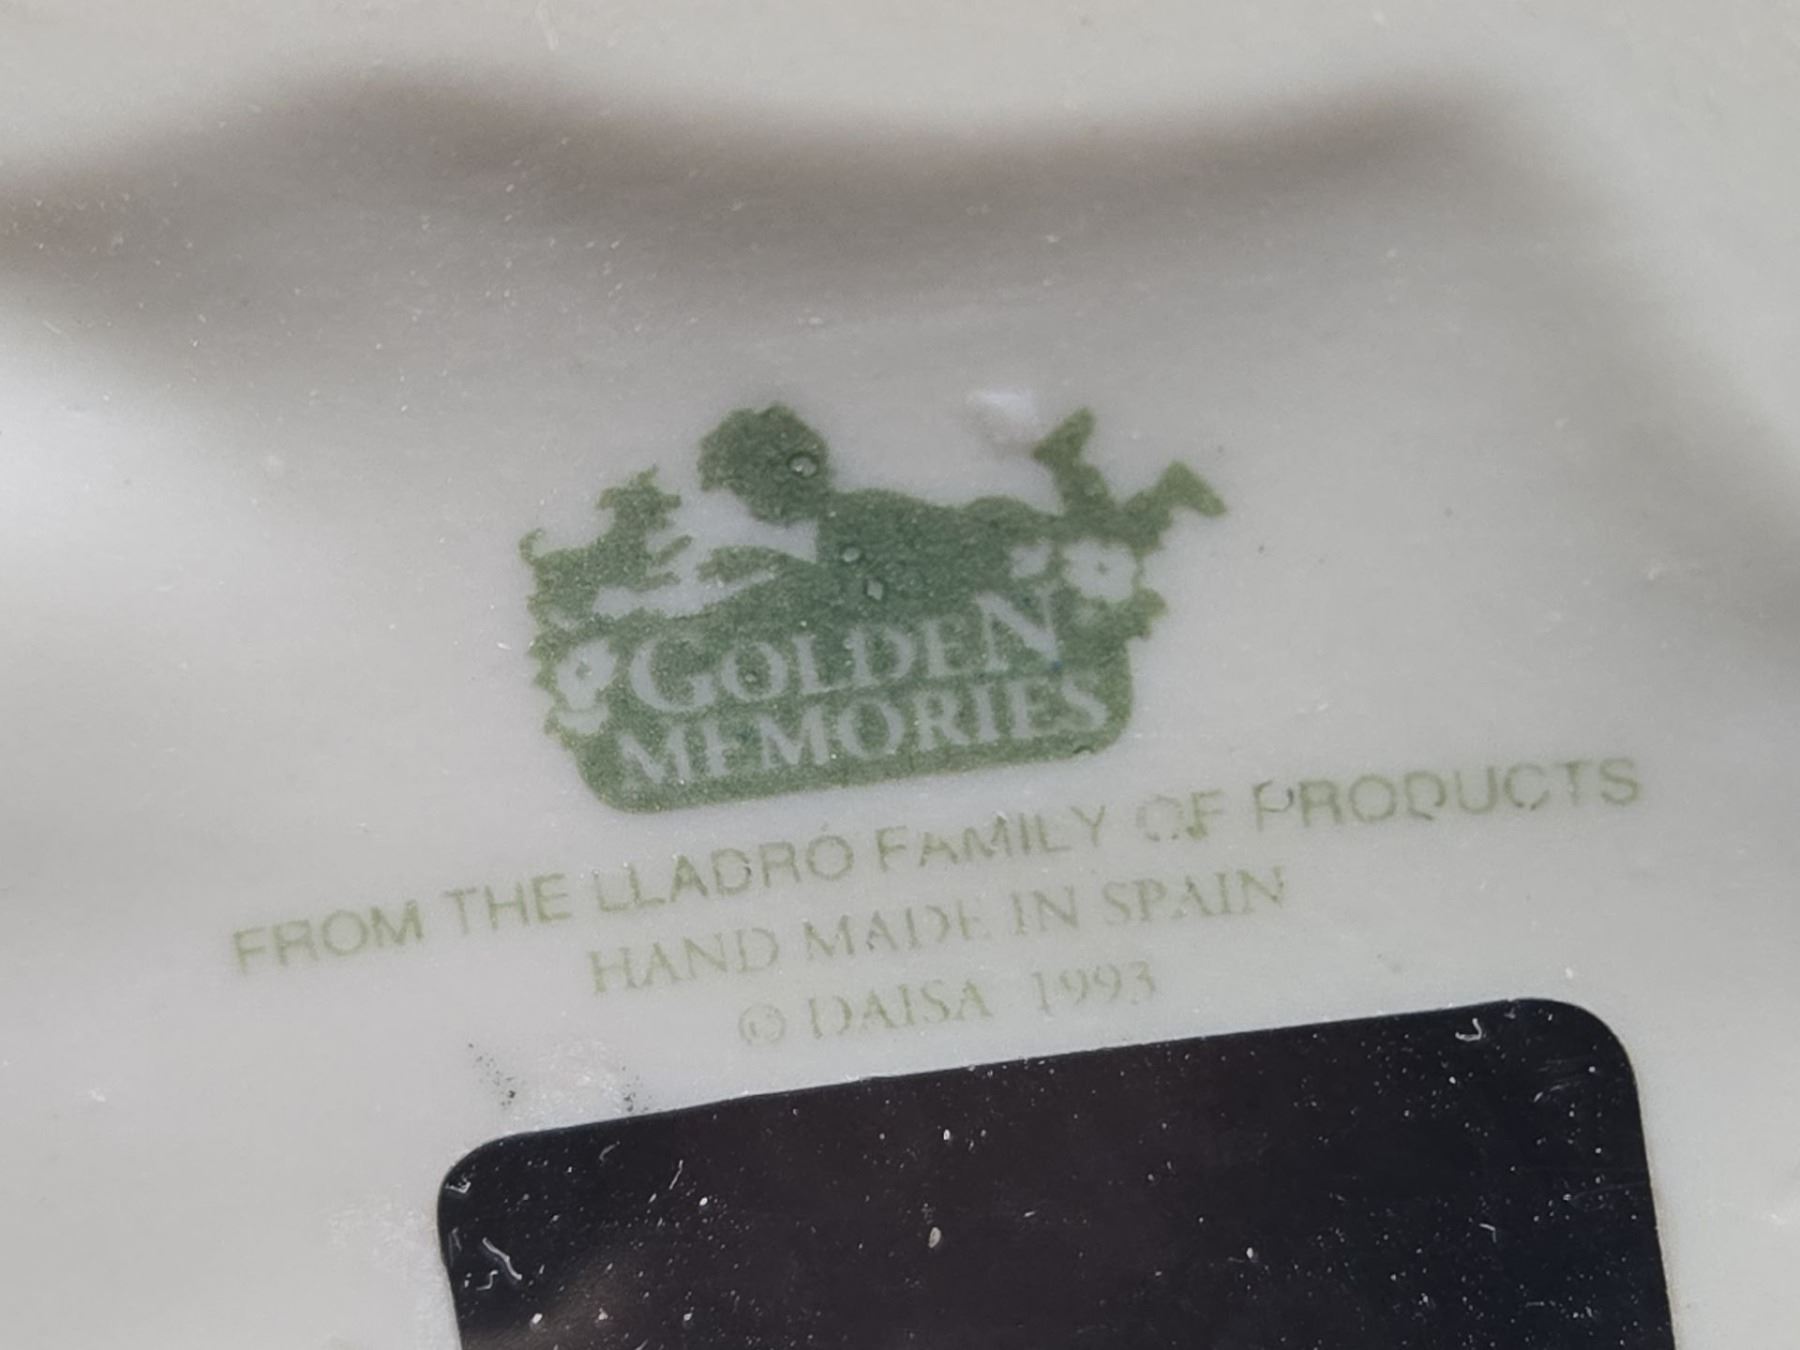 GOLDEN
MEMORIES
FROM THE LLADRÓ FAMILY OF PRODUCTS
HAND MADE IN SPAIN
© DAISA 1993